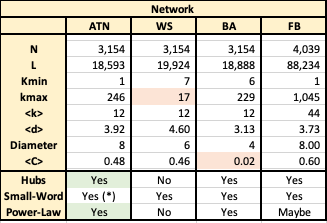 Network
ATN WS BA FB
N 3,154 3,154 3,154 4,039
L 18,593 19,924 18,888 88,234
Kmin 1 7 6 1
kmax 246 17 229 1,045
<k> 12 12 12 44
<d> 3.92 4.60 3.13 3.73
Diameter 8 6 4 8.00
<C> 0.48 0.46 0.02 0.60
Hubs Yes No Yes Yes
Small-Word Yes (*) Yes Yes Yes
Power-Law Yes No Yes Maybe